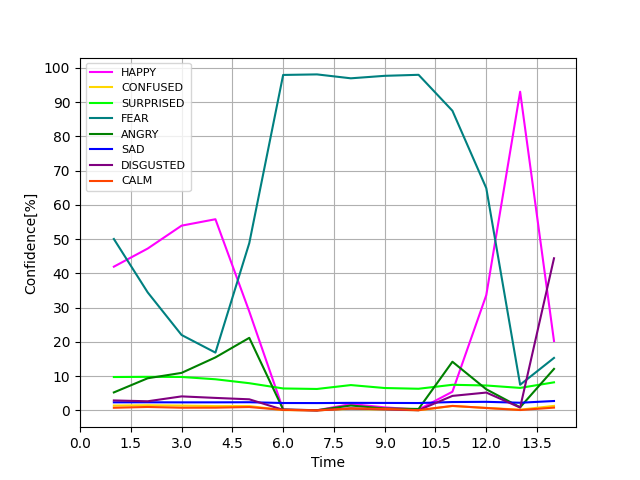 100
90
80
70
60
50
40
30
20
10
0
HAPPY
CONFUSED
SURPRISED
FEAR
ANGRY
SAD
DISGUSTED
CALM
Confidence[%]
0.0 1.5 3.0 4.5 6.0 7.5 9.0 10.5 12.0 13.5
Time